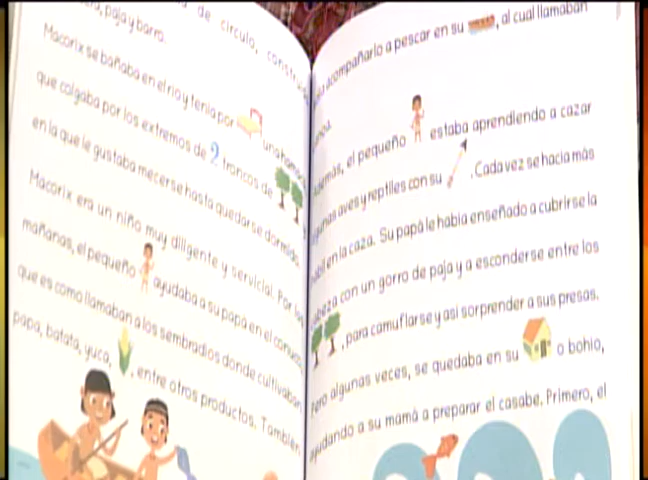 paja y barro.
de círculo,
Macorix se bañaba en el río y tenía por una
que colgaba por los extremos de 2 troncos de
en la que le gustaba mecerse hasta quedarse dormido.
Macorix era un niño muy diligente y servicial. Por las
mañanas, el pequeño ayudaba a su papá en el conuco,
que es como llamaban a los sembradíos donde cultivaban
papa, batata, yuca, , entre otros productos. También
acompañarlo a pescar en su , al cual llamaban
el pequeño estaba aprendiendo a cazar
aves y reptiles con su . Cada vez se hacía más
en la caza. Su papá le había enseñado a cubrirse la
cabeza con un gorro de paja y a esconderse entre los
, para camuflarse y así sorprender a sus presas.
Pero algunas veces, se quedaba en su o bohío,
ayudando a su mamá a preparar el casabe. Primero, el